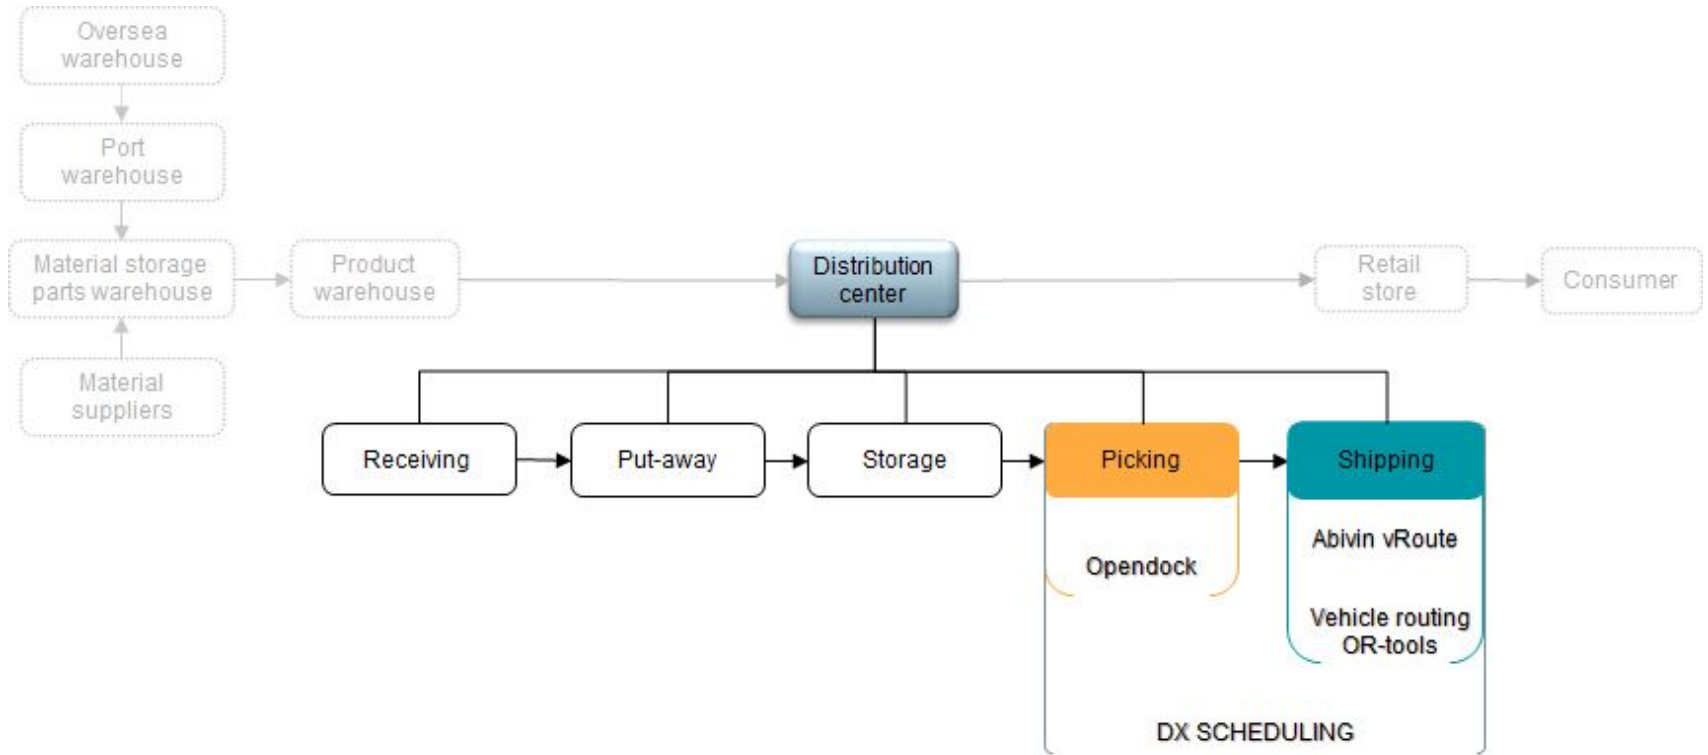 Oversea
warehouse
Port
warehouse
Material storage
parts warehouse
Product
warehouse
Distribution
center
Retail
store
Consumer
Material
suppliers
Receiving
Put-away
Storage
Picking
Shipping
Opendock
Abivin vRoute
Vehicle routing
OR-tools
DX SCHEDULING